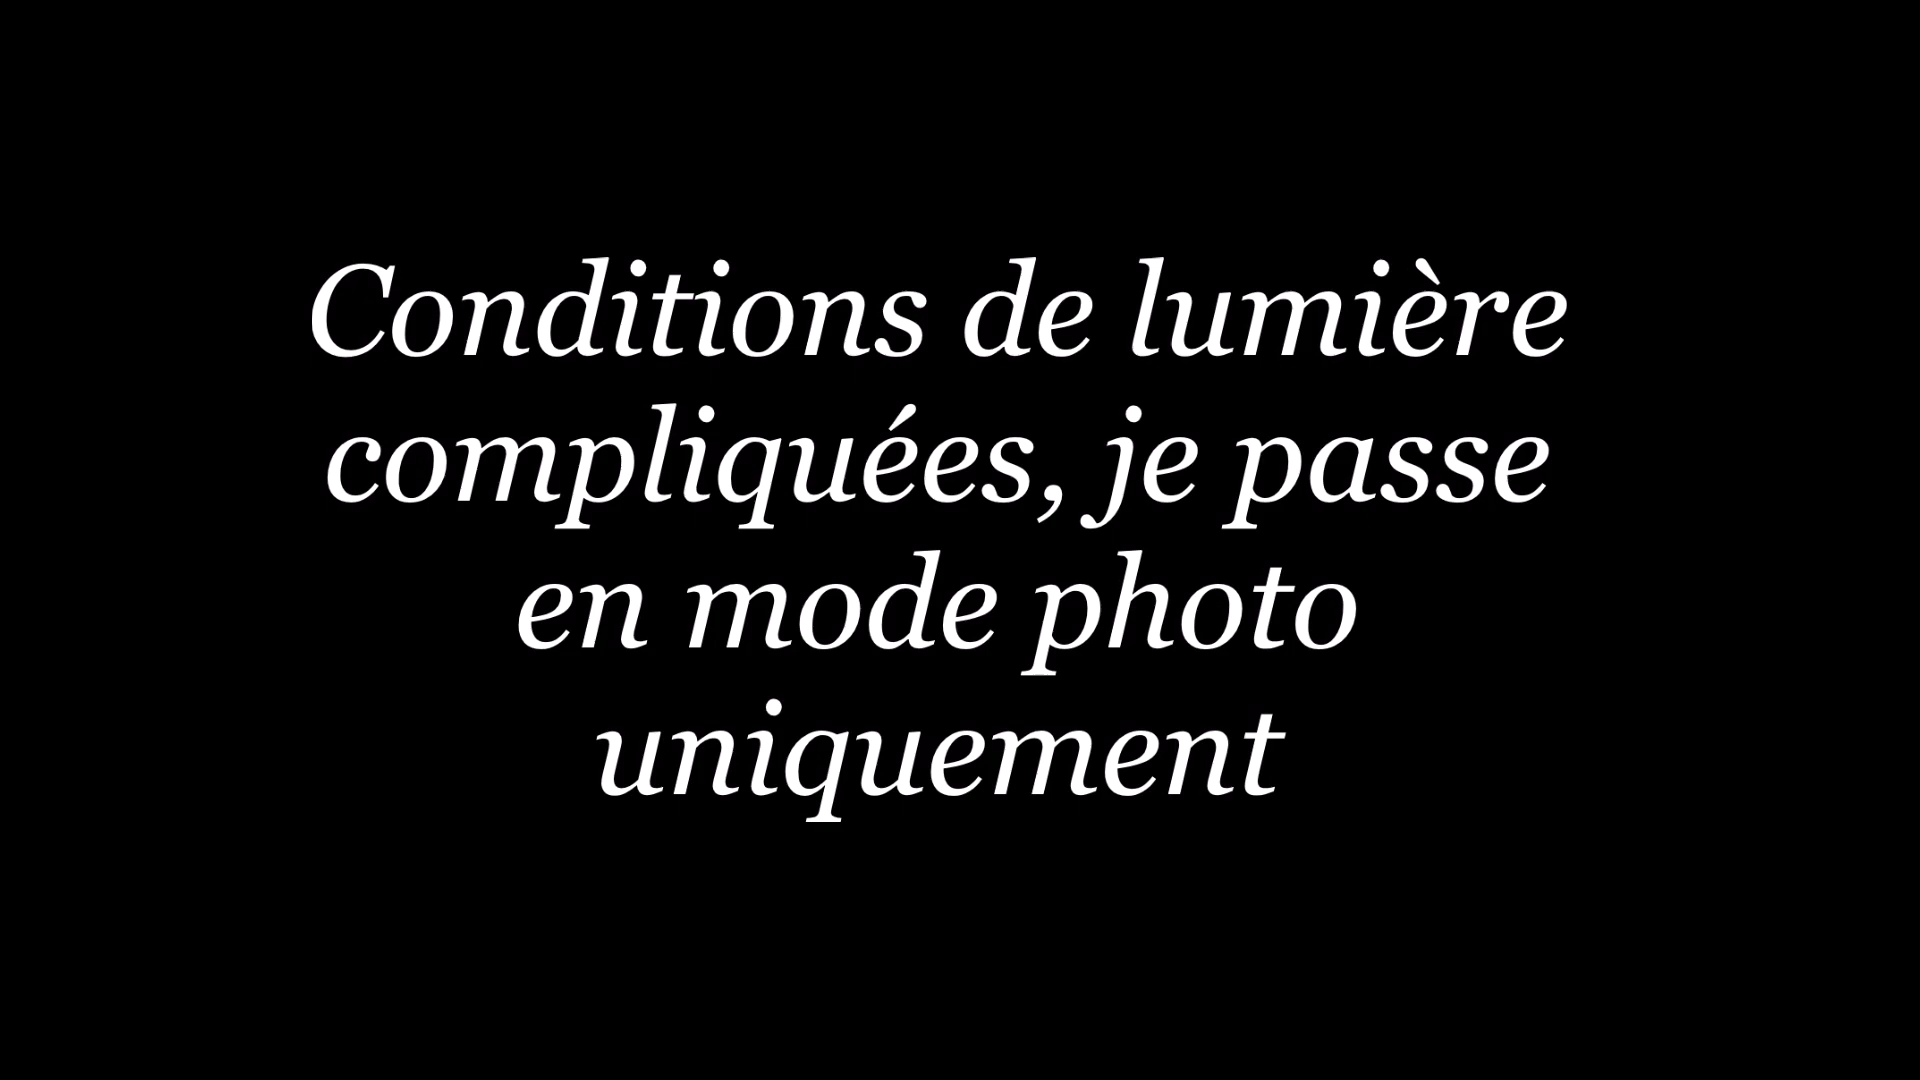 Conditions de lumière
compliquées, je passe
en mode photo
uniquement